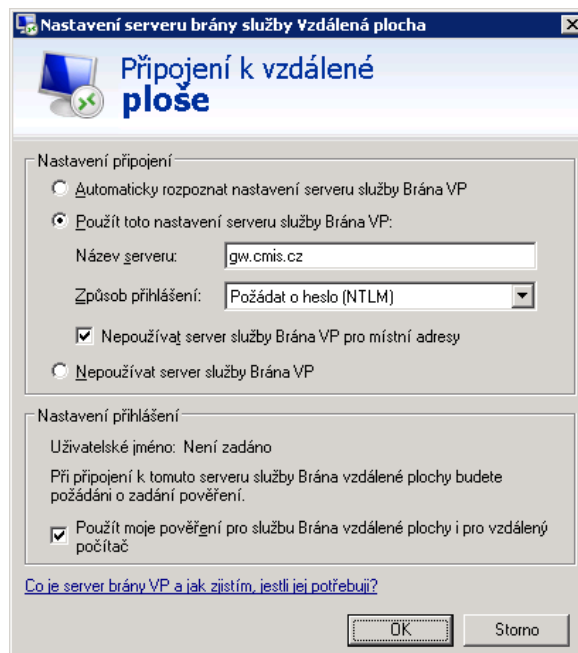 Nastavení serveru brány služby Vzdálená plocha
Připojení k vzdálené
ploše
Nastavení připojení
Automaticky rozpoznat nastavení serveru služby Brána VP
Použít toto nastavení serveru služby Brána VP:
Název serveru: gw.cmis.cz
Způsob přihlášení: Požádat o heslo (NTLM)
Nepoužívat server služby Brána VP pro místní adresy
Nepoužívat server služby Brána VP
Nastavení přihlášení
Uživatelské jméno: Není zadáno
Při připojení k tomuto serveru služby Brána vzdálené plochy budete
požádáni o zadání pověření.
Použít moje pověření pro službu Brána vzdálené plochy i pro vzdálený
počítač
Co je server brány VP a jak zjistím, jestli jej potřebuji?
OK Storno